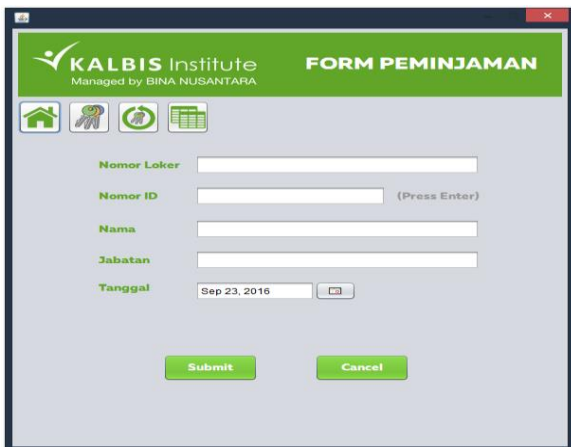 KALBIS Institute
Managed by BINA NUSANTARA
FORM PEMINJAMAN
Nomor Loker
Nomor ID (Press Enter)
Nama
Jabatan
Tanggal Sep 23, 2016
Submit Cancel